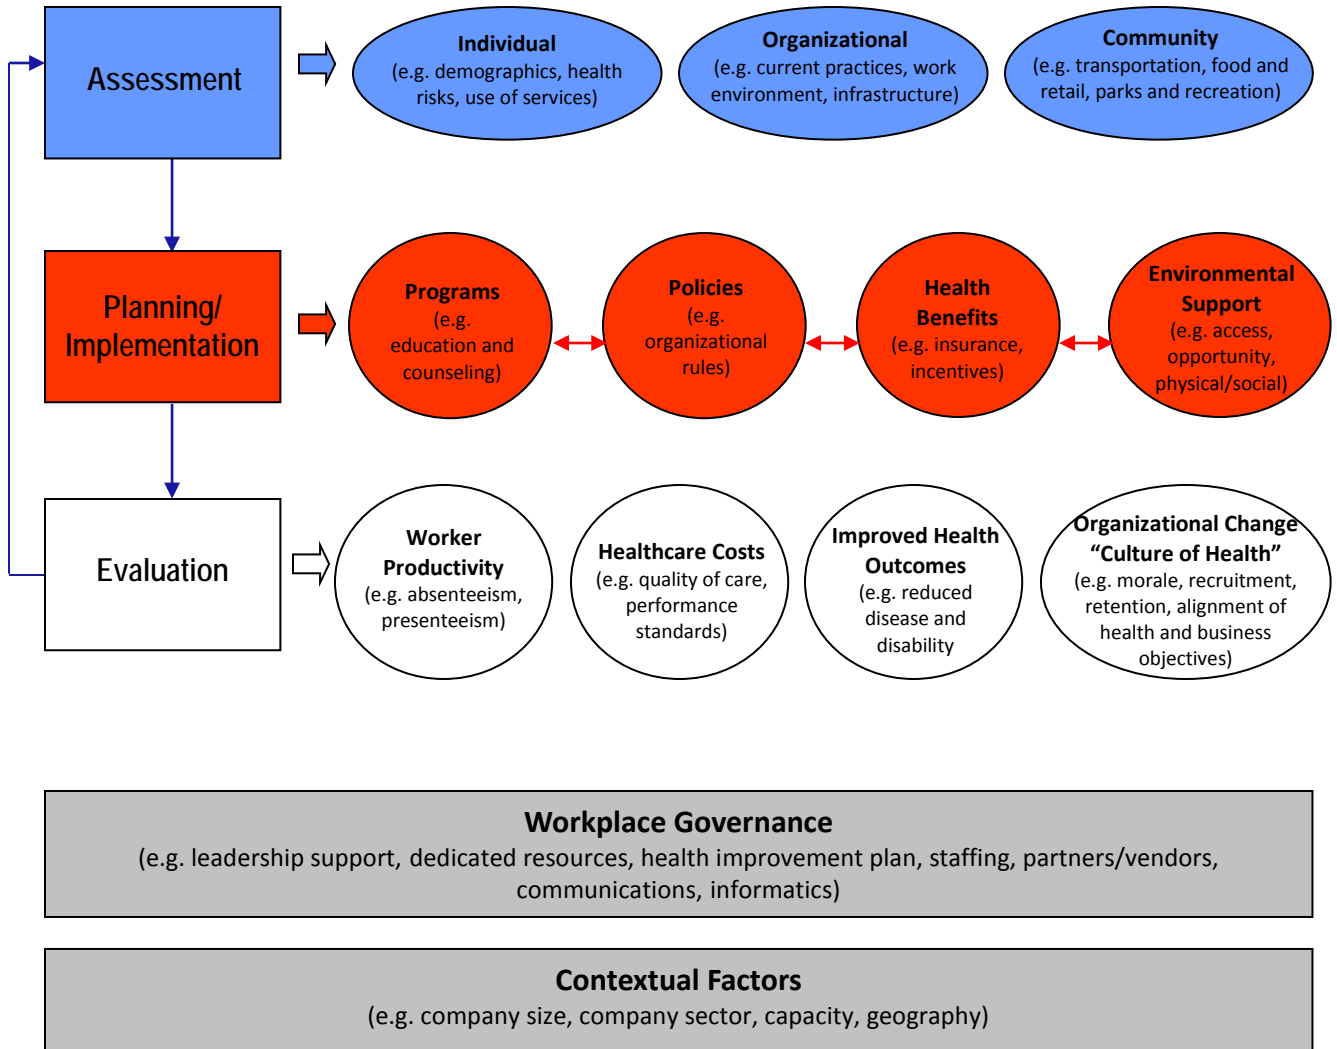 Assessment
Individual
(e.g. demographics, health
risks, use of services)
Organizational
(e.g. current practices, work
environment, infrastructure)
Community
(e.g. transportation, food and
retail, parks and recreation)
Planning/
Implementation
Programs
(e.g.
education and
counseling)
Policies
(e.g.
organizational
rules)
Health
Benefits
(e.g. insurance,
incentives)
Environmental
Support
(e.g. access,
opportunity,
physical/social)
Evaluation
Worker
Productivity
(e.g. absenteeism,
presenteeism)
Healthcare Costs
(e.g. quality of care,
performance
standards)
Improved Health
Outcomes
(e.g. reduced
disease and
disability
Organizational Change
“Culture of Health”
(e.g. morale, recruitment,
retention, alignment of
health and business
objectives)
Workplace Governance
(e.g. leadership support, dedicated resources, health improvement plan, staffing, partners/vendors,
communications, informatics)
Contextual Factors
(e.g. company size, company sector, capacity, geography)